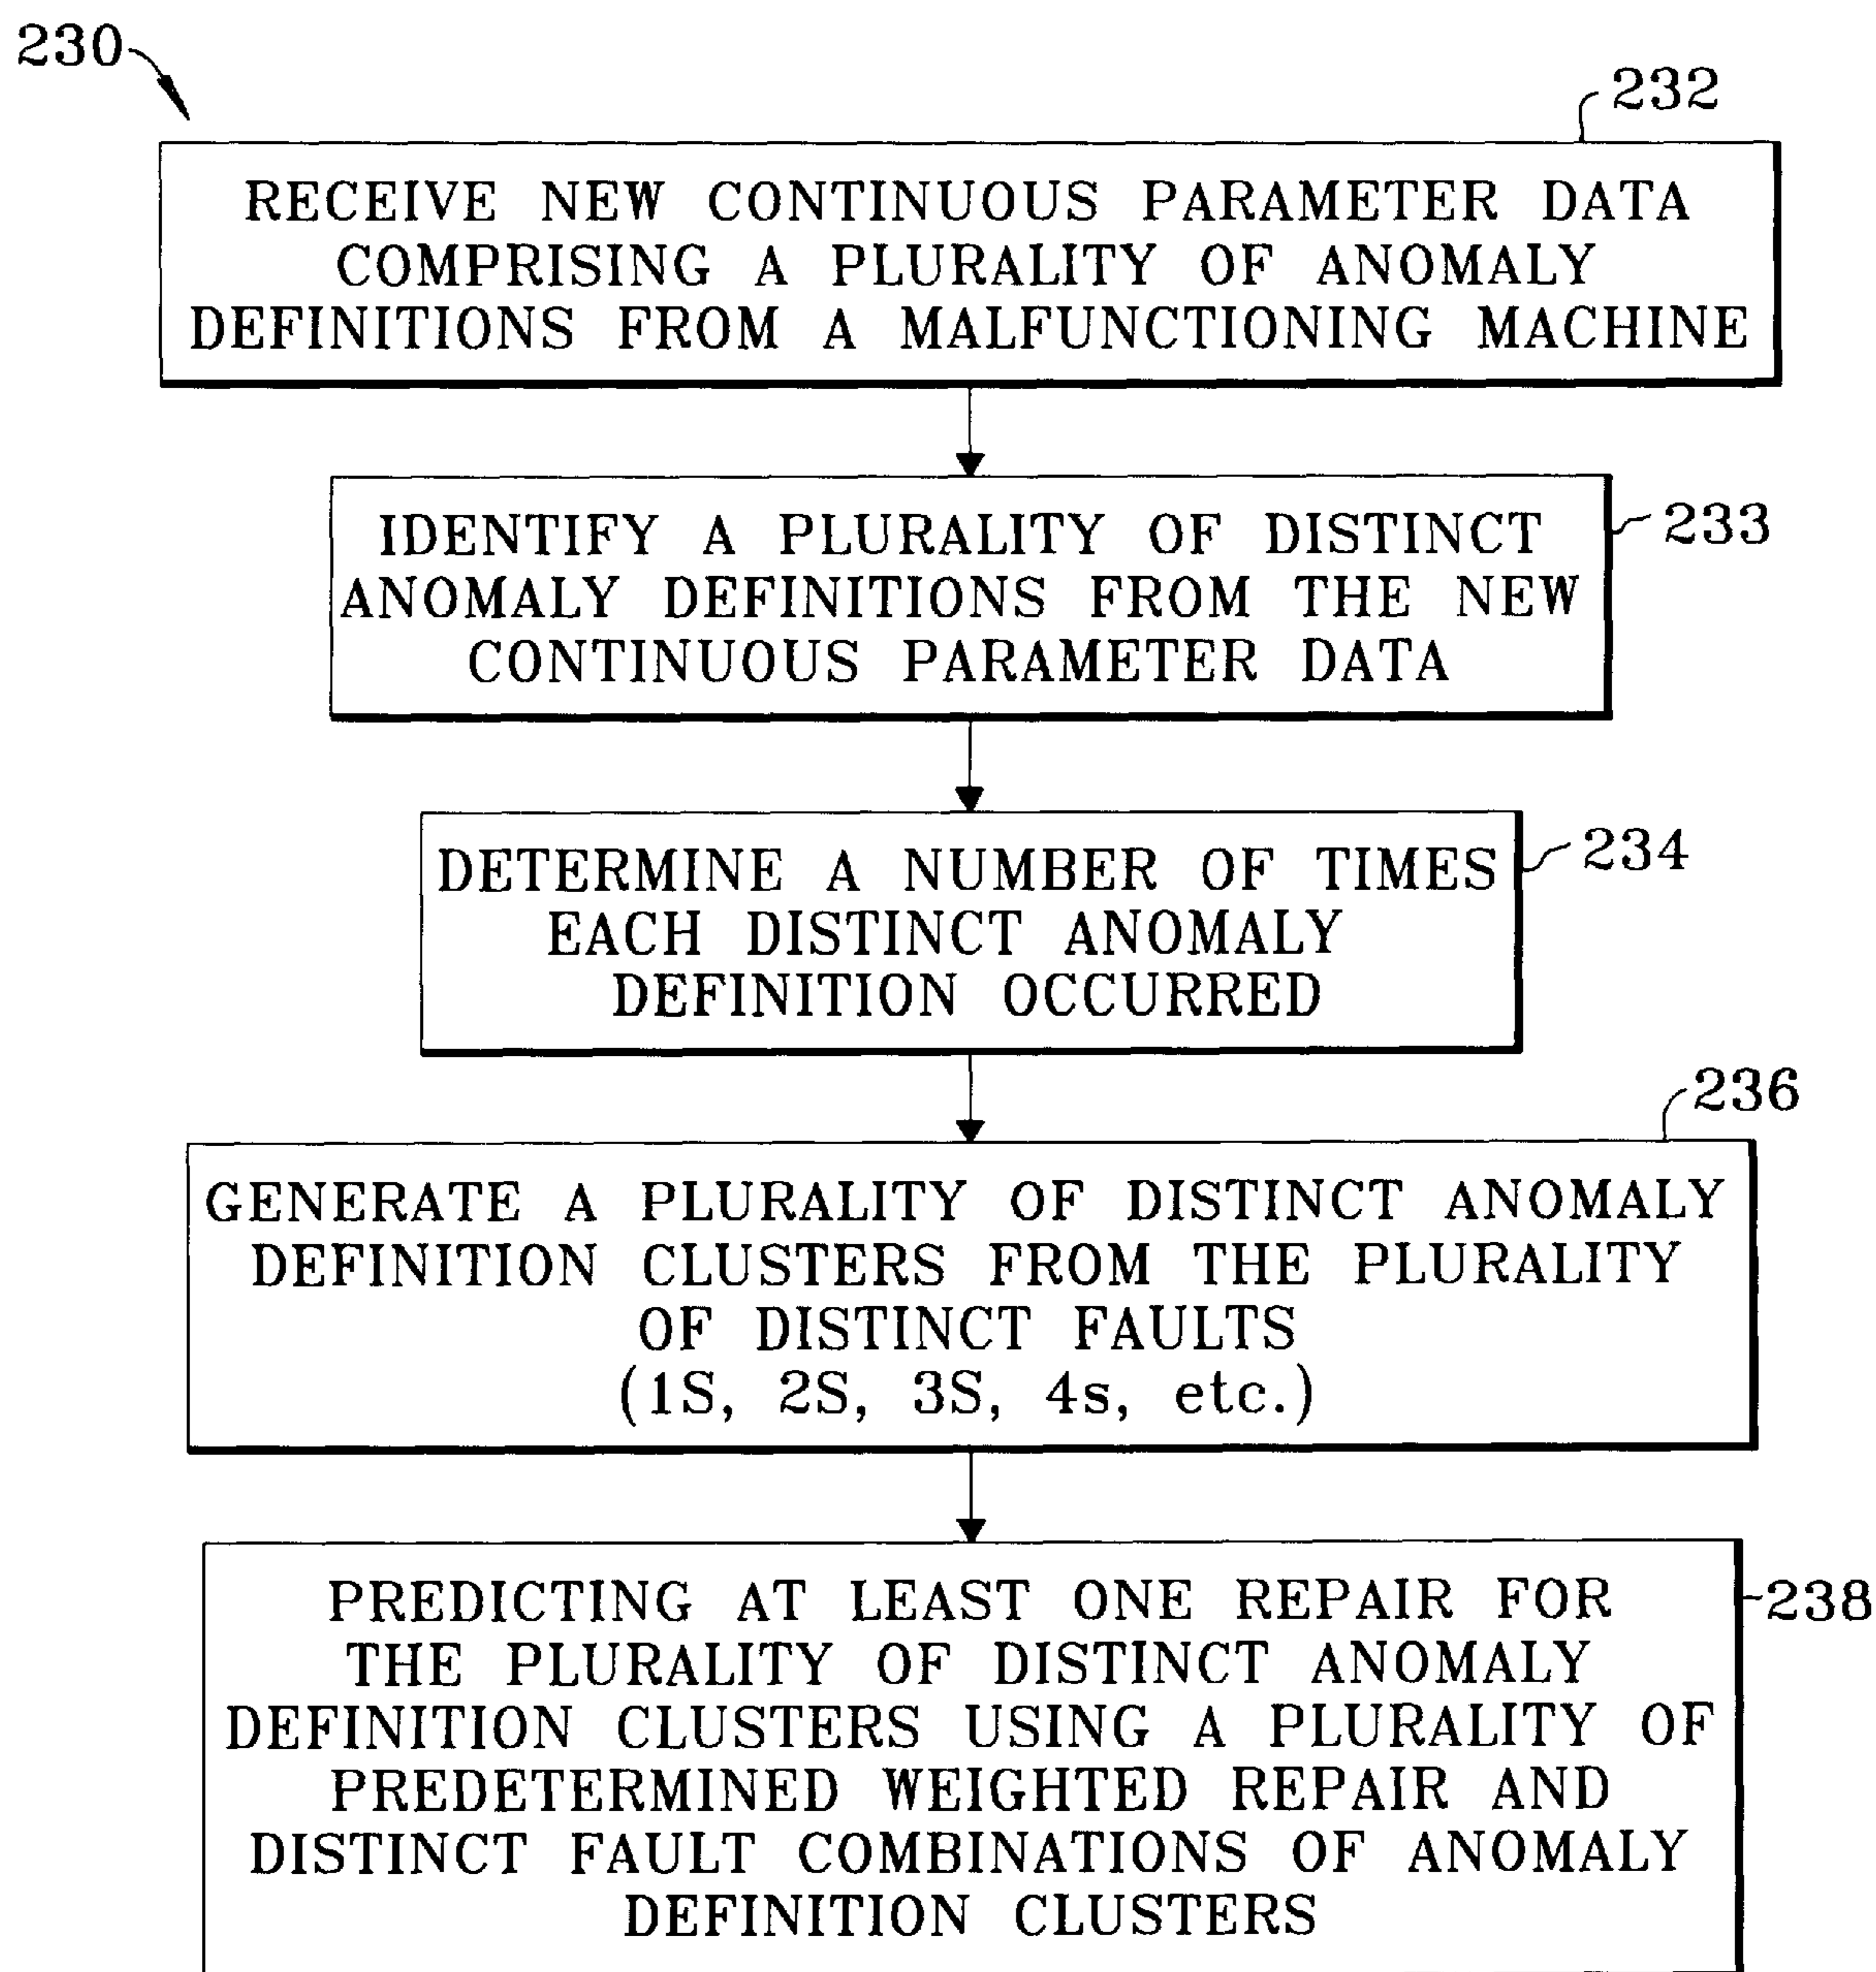 230
232
RECEIVE NEW CONTINUOUS PARAMETER DATA
COMPRISING A PLURALITY OF ANOMALY
DEFINITIONS FROM A MALFUNCTIONING MACHINE
233
IDENTIFY A PLURALITY OF DISTINCT
ANOMALY DEFINITIONS FROM THE NEW
CONTINUOUS PARAMETER DATA
234
DETERMINE A NUMBER OF TIMES
EACH DISTINCT ANOMALY
DEFINITION OCCURRED
236
GENERATE A PLURALITY OF DISTINCT ANOMALY
DEFINITION CLUSTERS FROM THE PLURALITY
OF DISTINCT FAULTS
(1S, 2S, 3S, 4s, etc.)
238
PREDICTING AT LEAST ONE REPAIR FOR
THE PLURALITY OF DISTINCT ANOMALY
DEFINITION CLUSTERS USING A PLURALITY OF
PREDETERMINED WEIGHTED REPAIR AND
DISTINCT FAULT COMBINATIONS OF ANOMALY
DEFINITION CLUSTERS